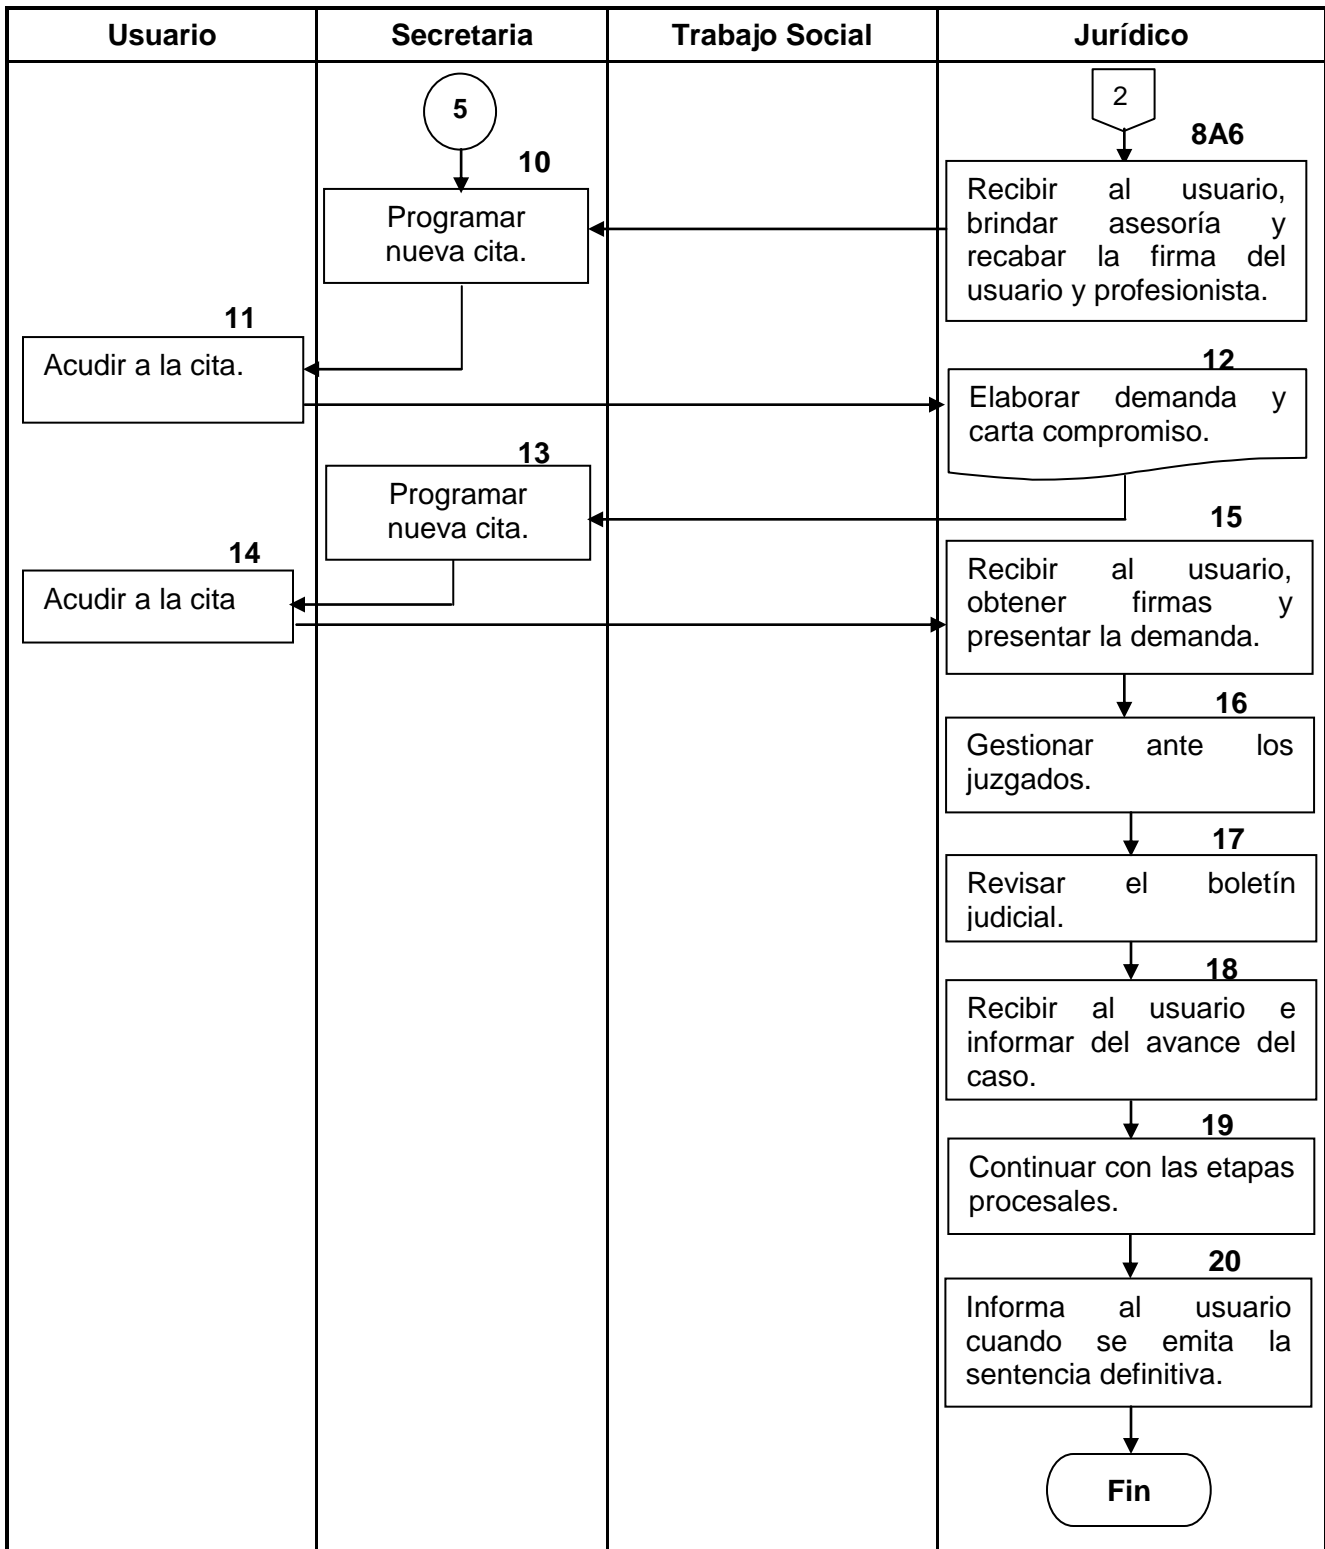 Usuario
Secretaria
Trabajo Social
Jurídico
5
2
8A6
10
Recibir al usuario,
brindar asesoría y
recabar la firma del
usuario y profesionista.
Programar
nueva cita.
11
Acudir a la cita.
12
Elaborar demanda y
carta compromiso.
13
Programar
nueva cita.
14
Acudir a la cita
15
Recibir al usuario,
obtener firmas y
presentar la demanda.
16
Gestionar ante los
juzgados.
17
Revisar el boletín
judicial.
18
Recibir al usuario e
informar del avance del
caso.
19
Continuar con las etapas
procesales.
20
Informa al usuario
cuando se emita la
sentencia definitiva.
Fin